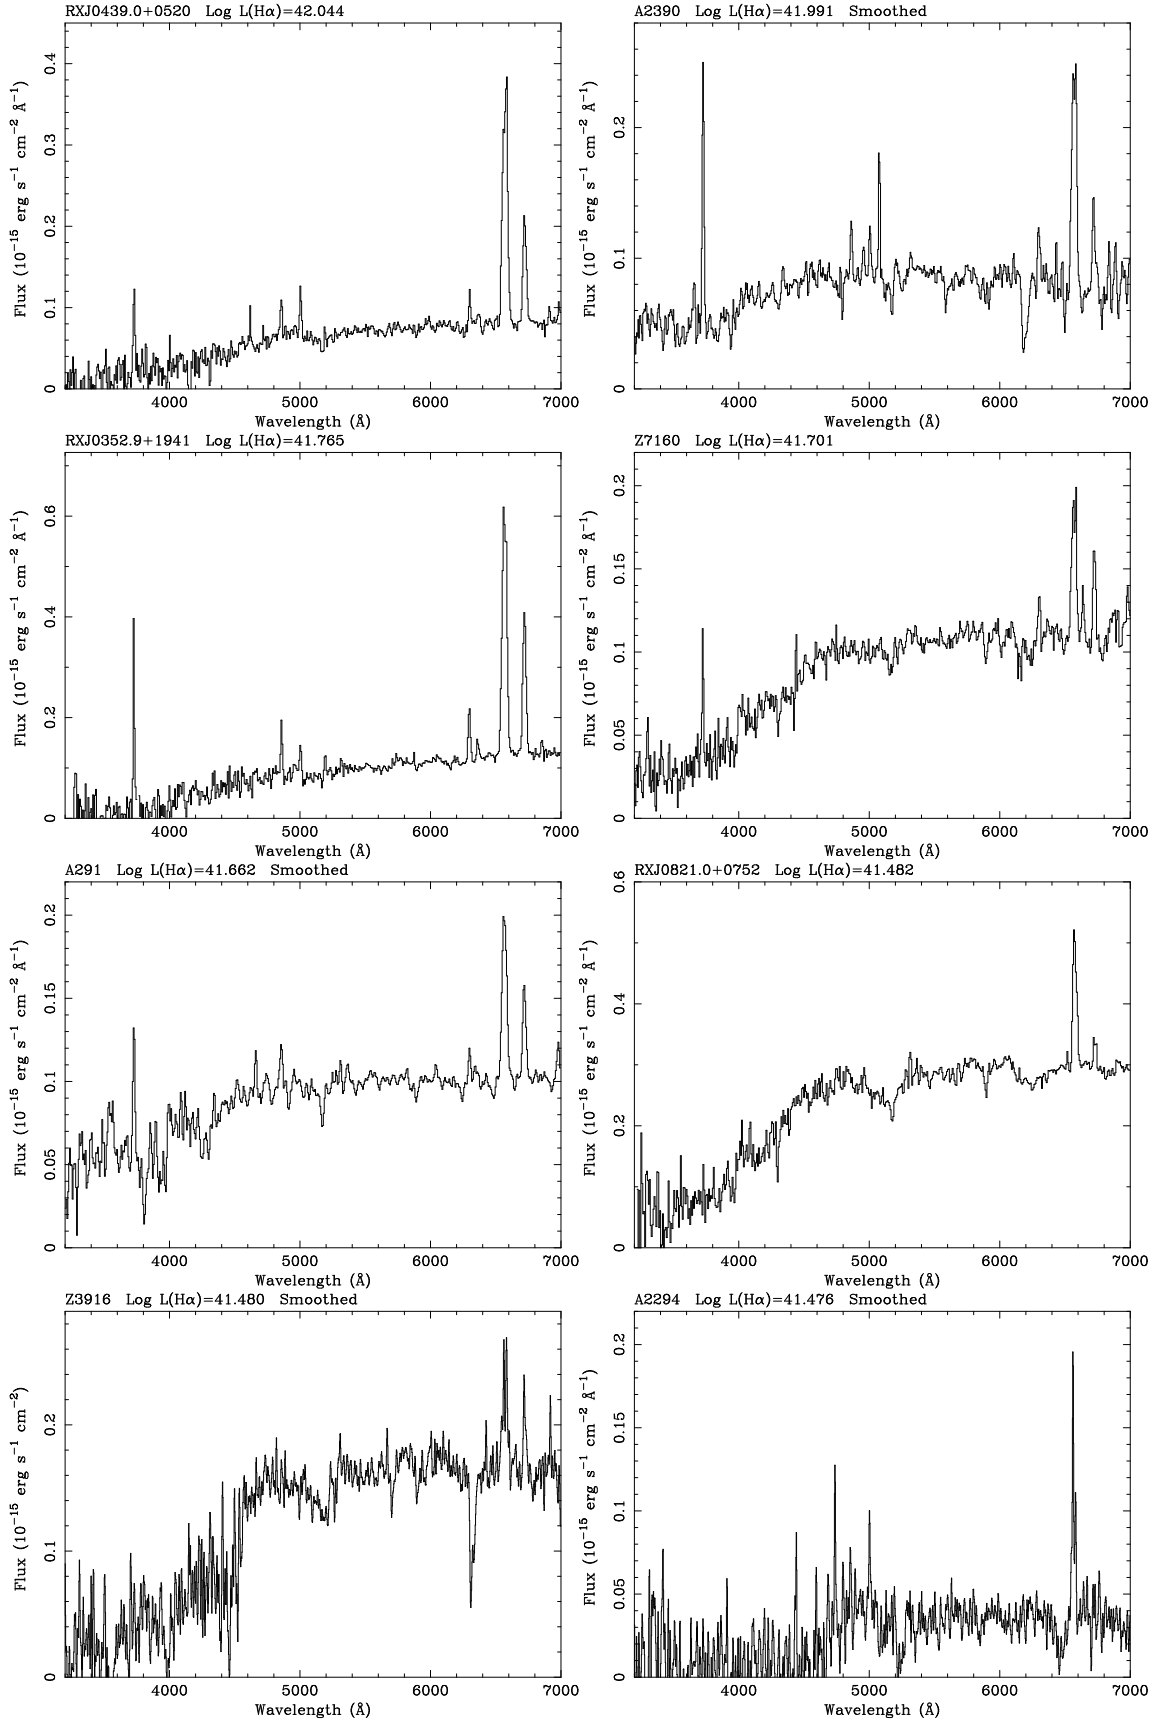 RXJ0439.0+0520 Log L(Hα)=42.044
Flux (10⁻¹⁵ erg s⁻¹ cm⁻² Å⁻¹)
0.4
0.3
0.2
0.1
0
4000 5000 6000 7000
Wavelength (Å)
A2390 Log L(Hα)=41.991 Smoothed
Flux (10⁻¹⁵ erg s⁻¹ cm⁻² Å⁻¹)
0.2
0.1
0
4000 5000 6000 7000
Wavelength (Å)
RXJ0352.9+1941 Log L(Hα)=41.765
Flux (10⁻¹⁵ erg s⁻¹ cm⁻² Å⁻¹)
0.6
0.4
0.2
0
4000 5000 6000 7000
Wavelength (Å)
Z7160 Log L(Hα)=41.701
Flux (10⁻¹⁵ erg s⁻¹ cm⁻² Å⁻¹)
0.2
0.15
0.1
0.05
0
4000 5000 6000 7000
Wavelength (Å)
A291 Log L(Hα)=41.662 Smoothed
Flux (10⁻¹⁵ erg s⁻¹ cm⁻² Å⁻¹)
0.2
0.15
0.1
0.05
0
4000 5000 6000 7000
Wavelength (Å)
RXJ0821.0+0752 Log L(Hα)=41.482
Flux (10⁻¹⁵ erg s⁻¹ cm⁻² Å⁻¹)
0.6
0.4
0.2
0
4000 5000 6000 7000
Wavelength (Å)
Z3916 Log L(Hα)=41.480 Smoothed
Flux (10⁻¹⁵ erg s⁻¹ cm⁻²)
0.2
0.1
0
4000 5000 6000 7000
Wavelength (Å)
A2294 Log L(Hα)=41.476 Smoothed
Flux (10⁻¹⁵ erg s⁻¹ cm⁻² Å⁻¹)
0.2
0.15
0.1
0.05
0
4000 5000 6000 7000
Wavelength (Å)